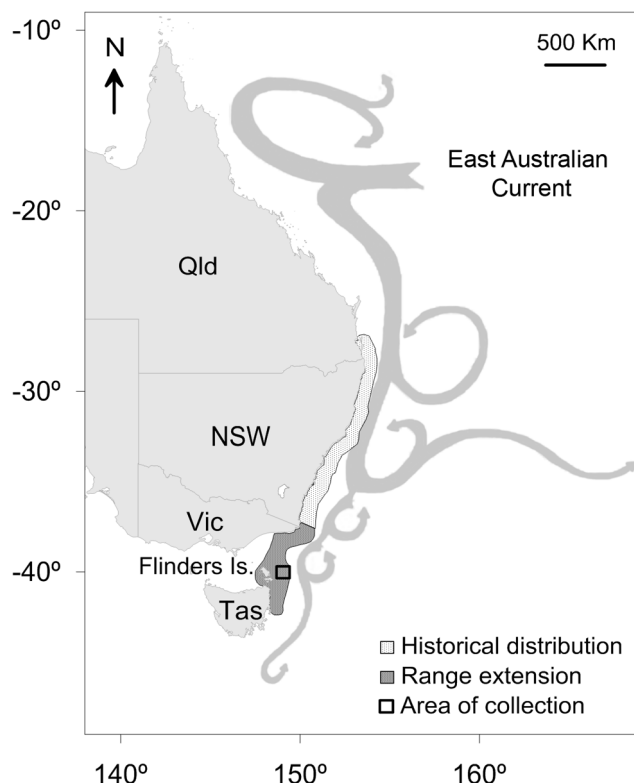 -10º
N
500 Km
East Australian
Current
-20º
Qld
-30º
NSW
Vic
Flinders Is.
-40º
Tas
Historical distribution
Range extension
Area of collection
140º 150º 160º